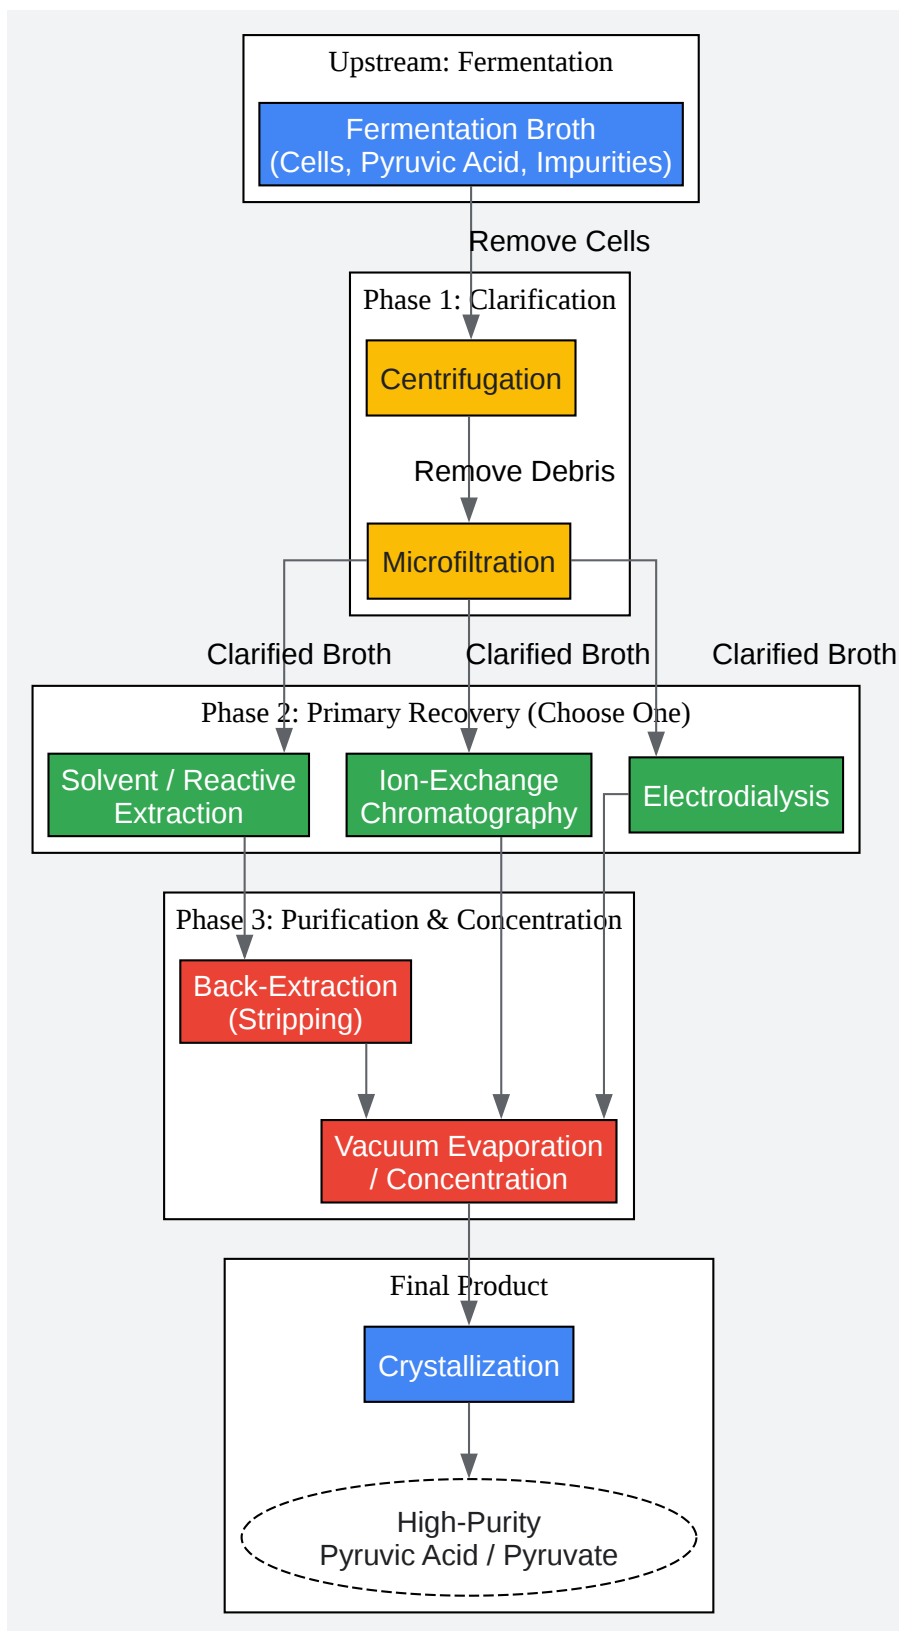 Upstream: Fermentation
Fermentation Broth
(Cells, Pyruvic Acid, Impurities)
Remove Cells
Phase 1: Clarification
Centrifugation
Remove Debris
Microfiltration
Clarified Broth
Clarified Broth
Clarified Broth
Phase 2: Primary Recovery (Choose One)
Solvent / Reactive
Extraction
Ion-Exchange
Chromatography
Electrodialysis
Phase 3: Purification & Concentration
Back-Extraction
(Stripping)
Vacuum Evaporation
/ Concentration
Final Product
Crystallization
High-Purity
Pyruvic Acid / Pyruvate